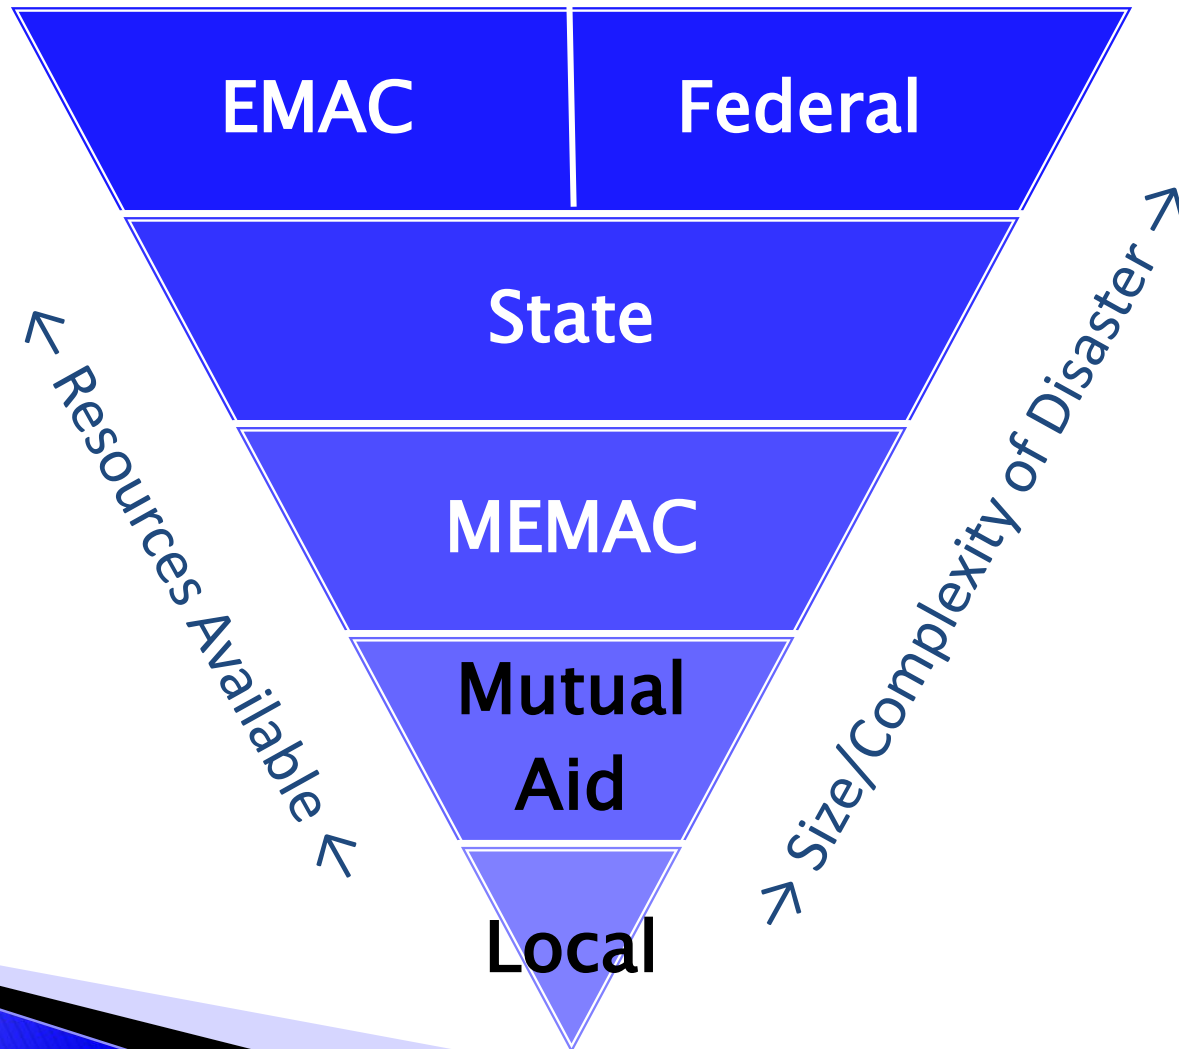 EMAC
Federal
State
MEMAC
Mutual
Aid
Local
← Resources Available ←
→ Size/Complexity of Disaster →